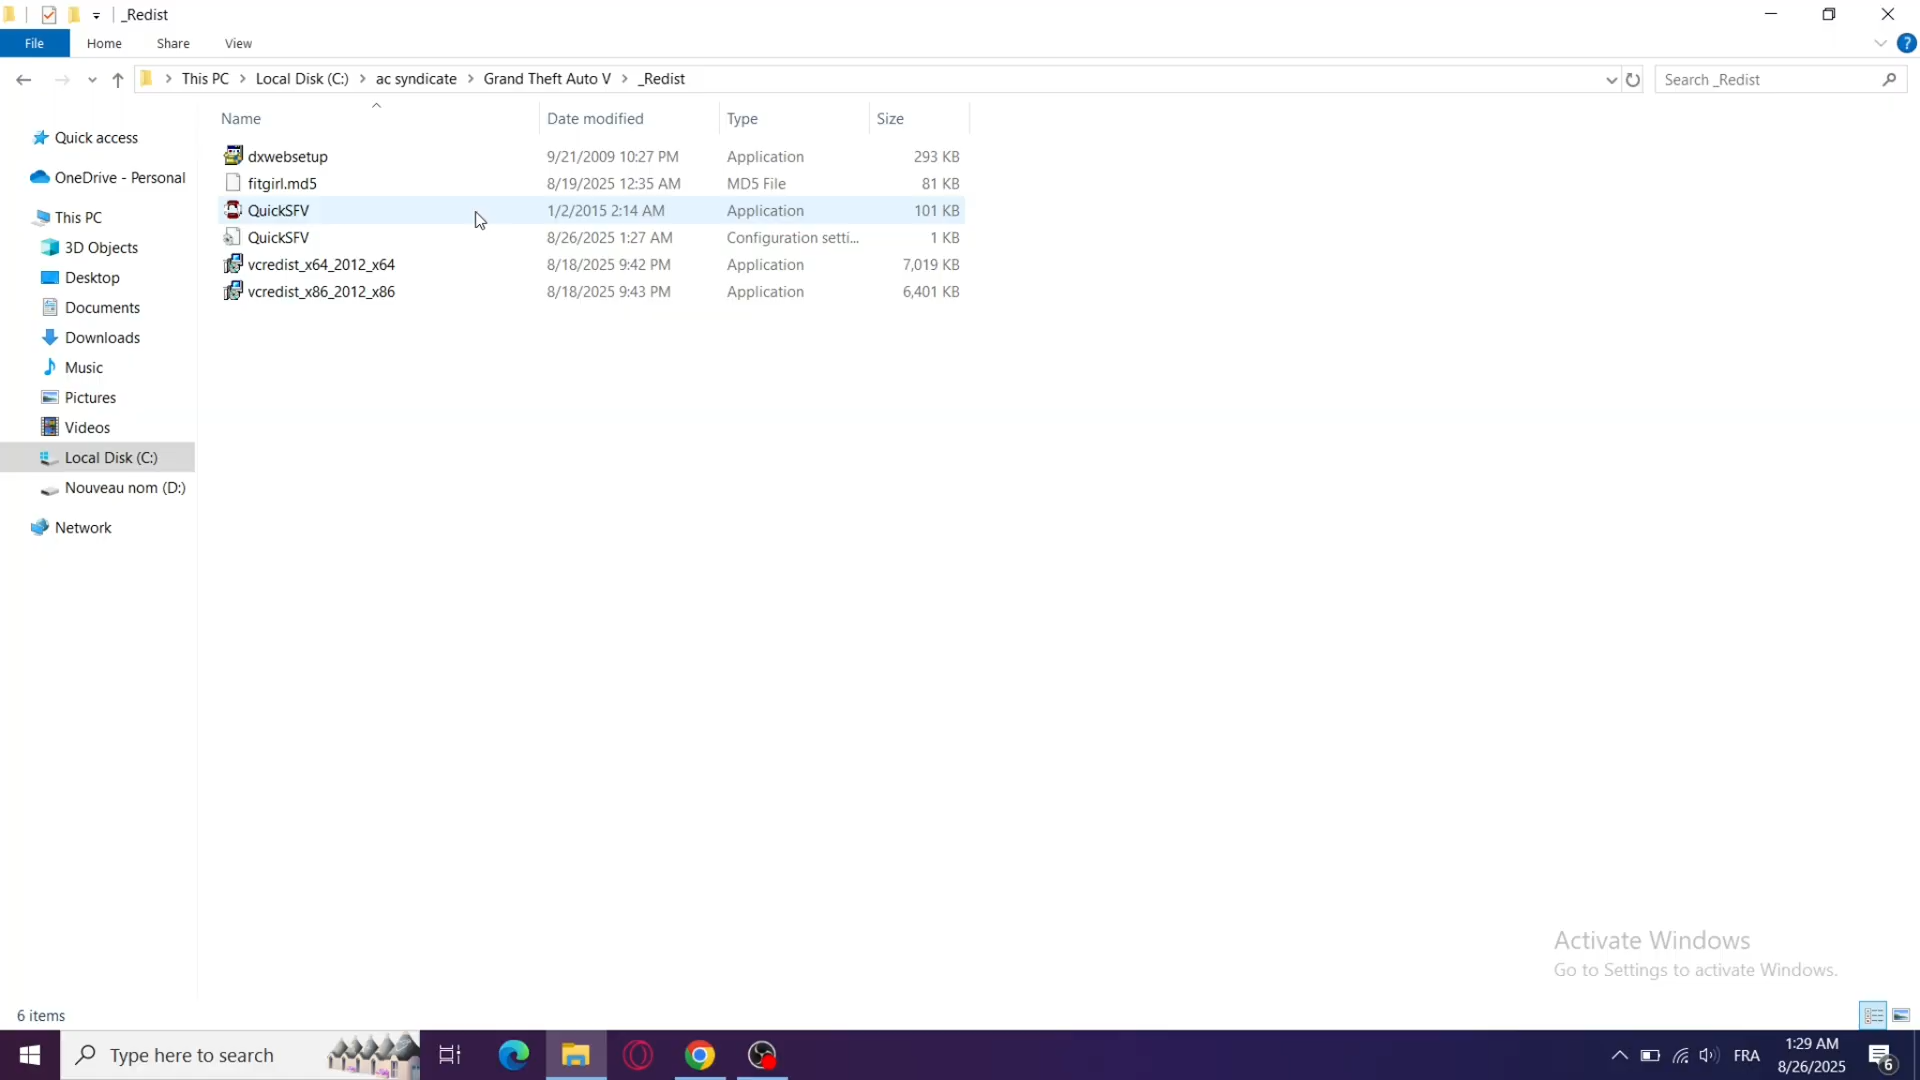 _Redist
File Home Share View
This PC Local Disk (C:) ac syndicate Grand Theft Auto V _Redist
Search _Redist
Name Date modified Type Size
dxwebsetup 9/21/2009 10:27 PM Application 293 KB
fitgirl.md5 8/19/2025 12:35 AM MD5 File 81 KB
QuickSFV 1/2/2015 2:14 AM Application 101 KB
QuickSFV 8/26/2025 1:27 AM Configuration setti... 1 KB
vcredist_x64_2012_x64 8/18/2025 9:42 PM Application 7,019 KB
vcredist_x86_2012_x86 8/18/2025 9:43 PM Application 6,401 KB
Quick access
OneDrive - Personal
This PC
3D Objects
Desktop
Documents
Downloads
Music
Pictures
Videos
Local Disk (C:)
Nouveau nom (D:)
Network
Activate Windows
Go to Settings to activate Windows.
6 items
Type here to search
FRA
1:29 AM
8/26/2025
6